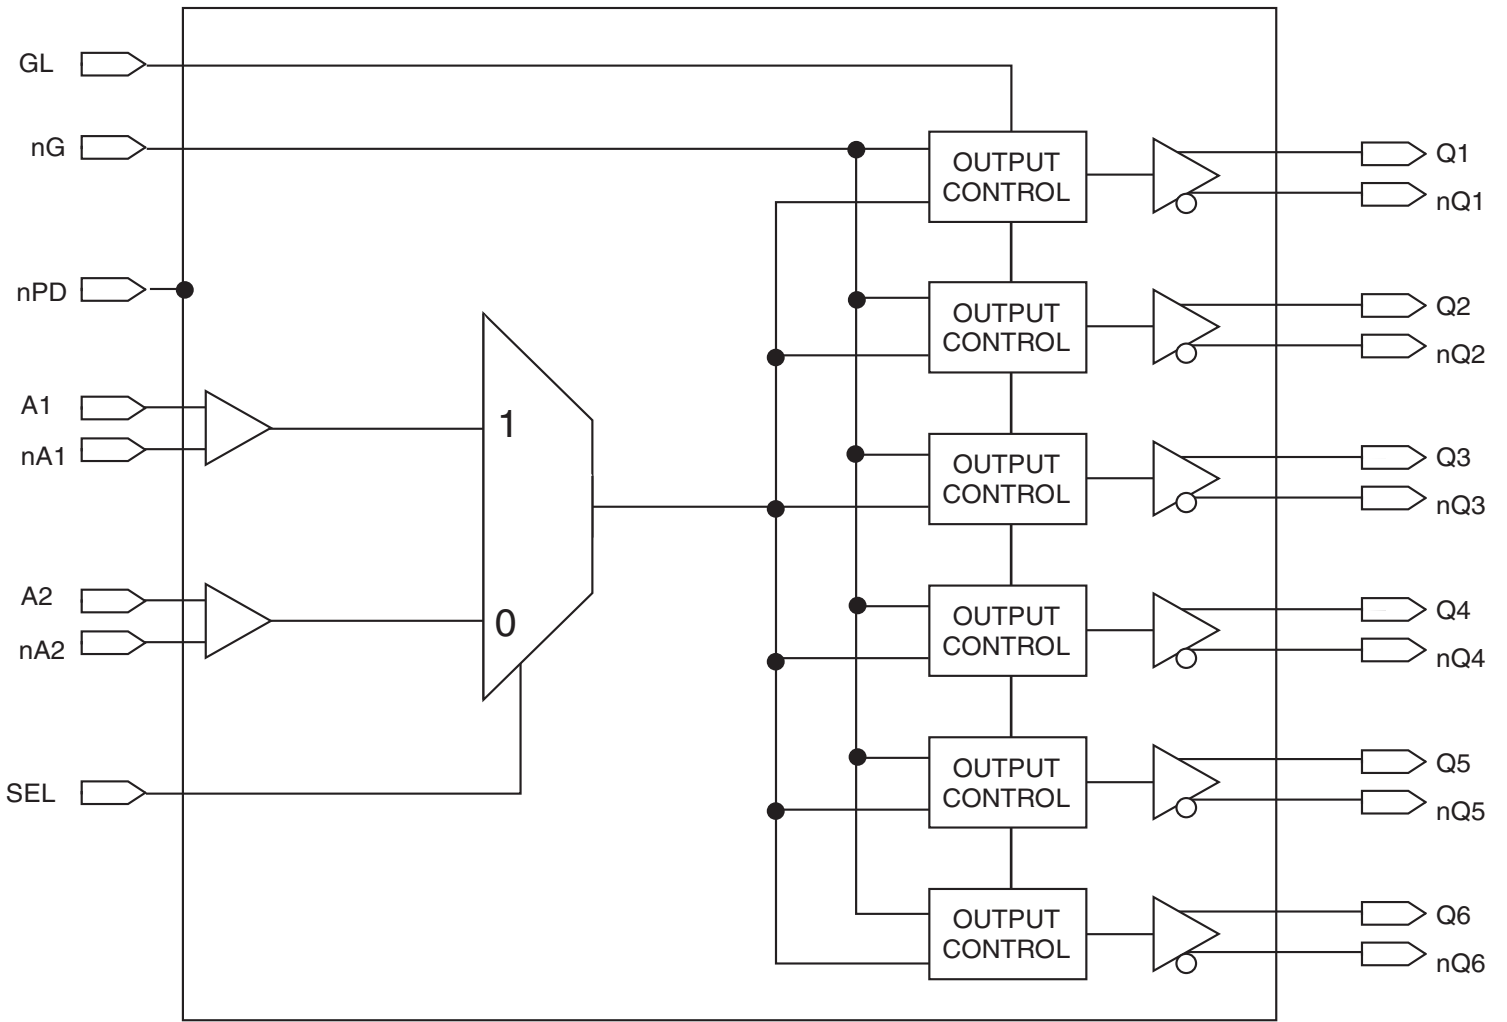 GL
nG
nPD
A1
nA1
A2
nA2
SEL
1
0
OUTPUT
CONTROL
OUTPUT
CONTROL
OUTPUT
CONTROL
OUTPUT
CONTROL
OUTPUT
CONTROL
OUTPUT
CONTROL
Q1
nQ1
Q2
nQ2
Q3
nQ3
Q4
nQ4
Q5
nQ5
Q6
nQ6